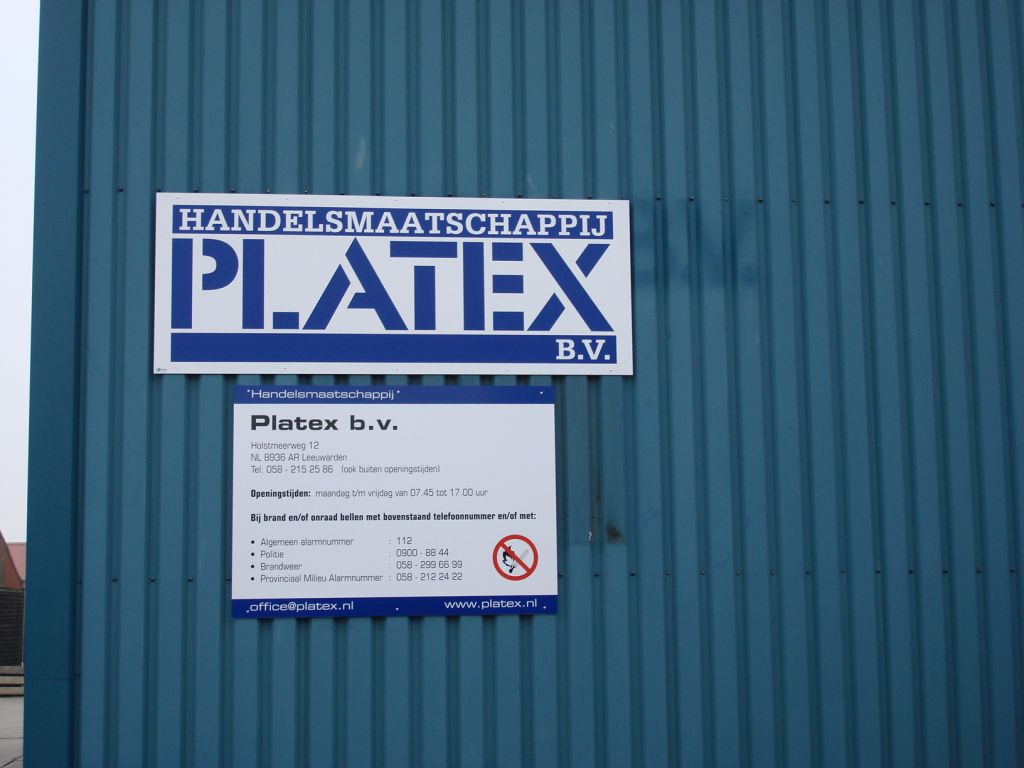 HANDELSMAATSCHAPPIJ
PLATEX
B.V.
"Handelsmaatschappij"
Platex b.v.
Holstmeerweg 12
NL 8936 AR Leeuwarden
Tel: 058 - 215 25 86 (ook buiten openingstijden)
Openingstijden: maandag t/m vrijdag van 07.45 tot 17.00 uur
Bij brand en/of onraad bellen met bovenstaand telefoonnummer en/of met:
• Algemeen alarmnummer : 112
• Politie : 0900 - 88 44
• Brandweer : 058 - 299 66 99
• Provinciaal Milieu Alarmnummer : 058 - 212 24 22
office@platex.nl www.platex.nl